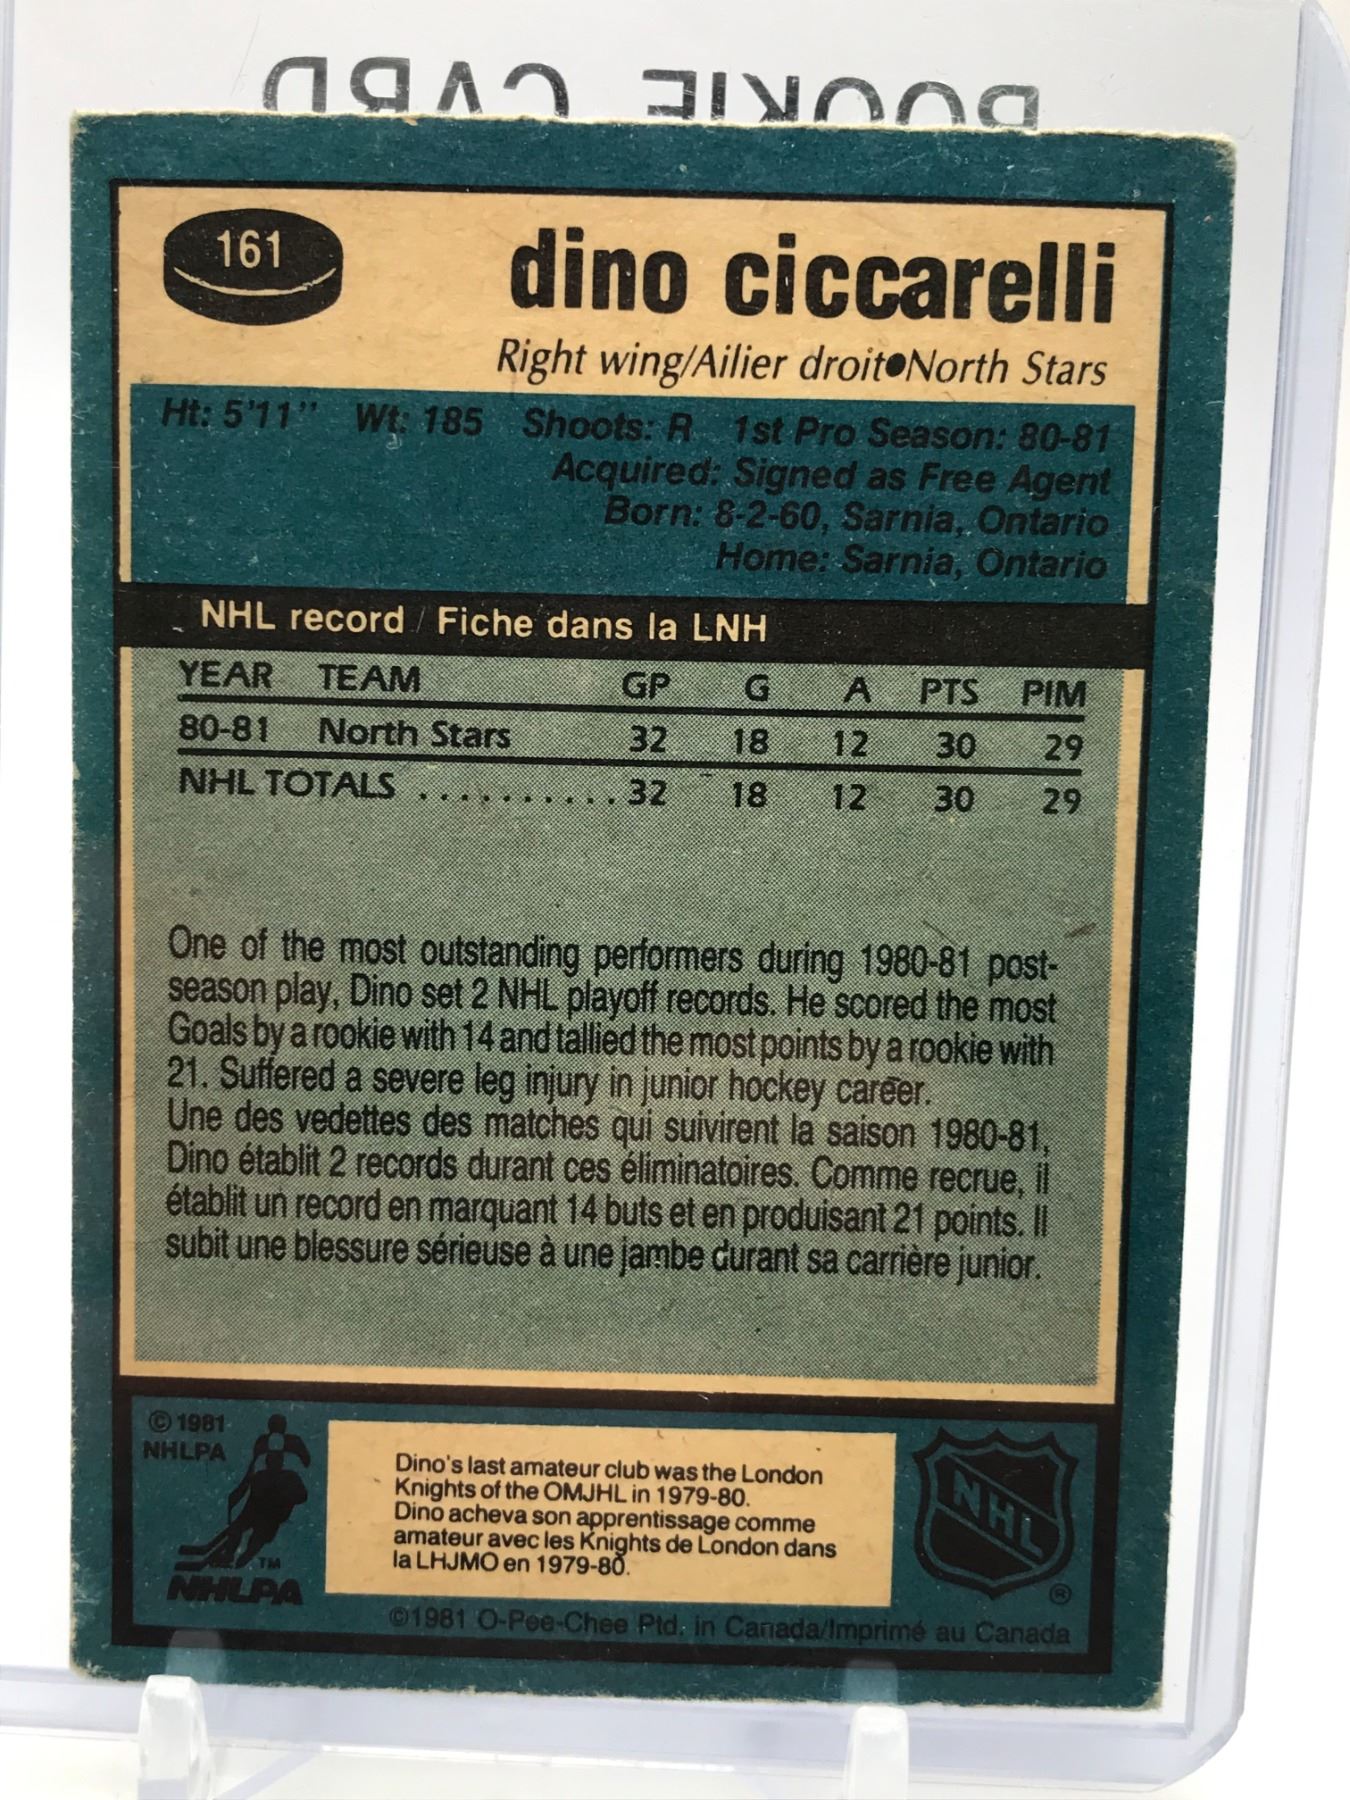 ROOKIE CARD
161
dino ciccarelli
Right wing/Ailier droit●North Stars
Ht: 5'11" Wt: 185 Shoots: R 1st Pro Season: 80-81
Acquired: Signed as Free Agent
Born: 8-2-60, Sarnia, Ontario
Home: Sarnia, Ontario
NHL record / Fiche dans la LNH
YEAR TEAM GP G A PTS PIM
80-81 North Stars 32 18 12 30 29
NHL TOTALS .......... 32 18 12 30 29
One of the most outstanding performers during 1980-81 post-
season play, Dino set 2 NHL playoff records. He scored the most
Goals by a rookie with 14 and tallied the most points by a rookie with
21. Suffered a severe leg injury in junior hockey career.
Une des vedettes des matches qui suivirent la saison 1980-81,
Dino établit 2 records durant ces éliminatoires. Comme recrue, il
établit un record en marquant 14 buts et en produisant 21 points. Il
subit une blessure sérieuse à une jambe durant sa carrière junior.
© 1981
NHLPA
TM
NHLPA
Dino's last amateur club was the London
Knights of the OMJHL in 1979-80.
Dino acheva son apprentissage comme
amateur avec les Knights de London dans
la LHJMO en 1979-80.
NHL
®
©1981 O-Pee-Chee Ptd. in Canada/Imprimé au Canada